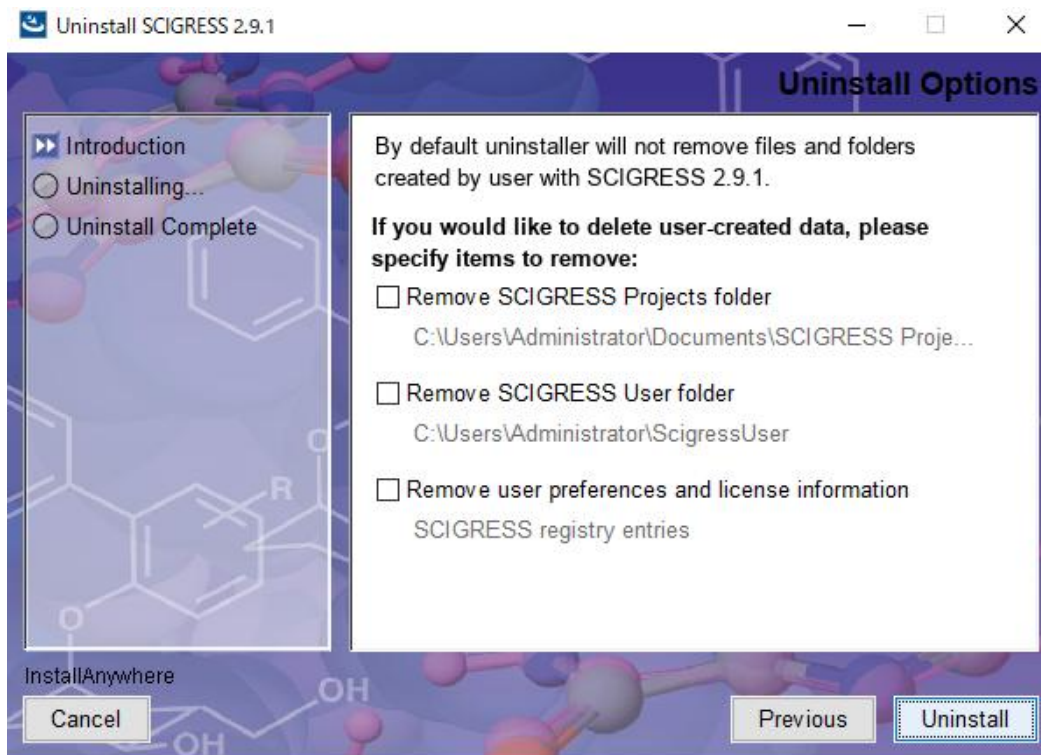 Uninstall SCIGRESS 2.9.1
Uninstall Options
Introduction
Uninstalling...
Uninstall Complete
By default uninstaller will not remove files and folders
created by user with SCIGRESS 2.9.1.
If you would like to delete user-created data, please
specify items to remove:
Remove SCIGRESS Projects folder
C:\Users\Administrator\Documents\SCIGRESS Proje...
Remove SCIGRESS User folder
C:\Users\Administrator\ScigressUser
Remove user preferences and license information
SCIGRESS registry entries
R
O
O
InstallAnywhere
OH
OH
Cancel
Previous
Uninstall